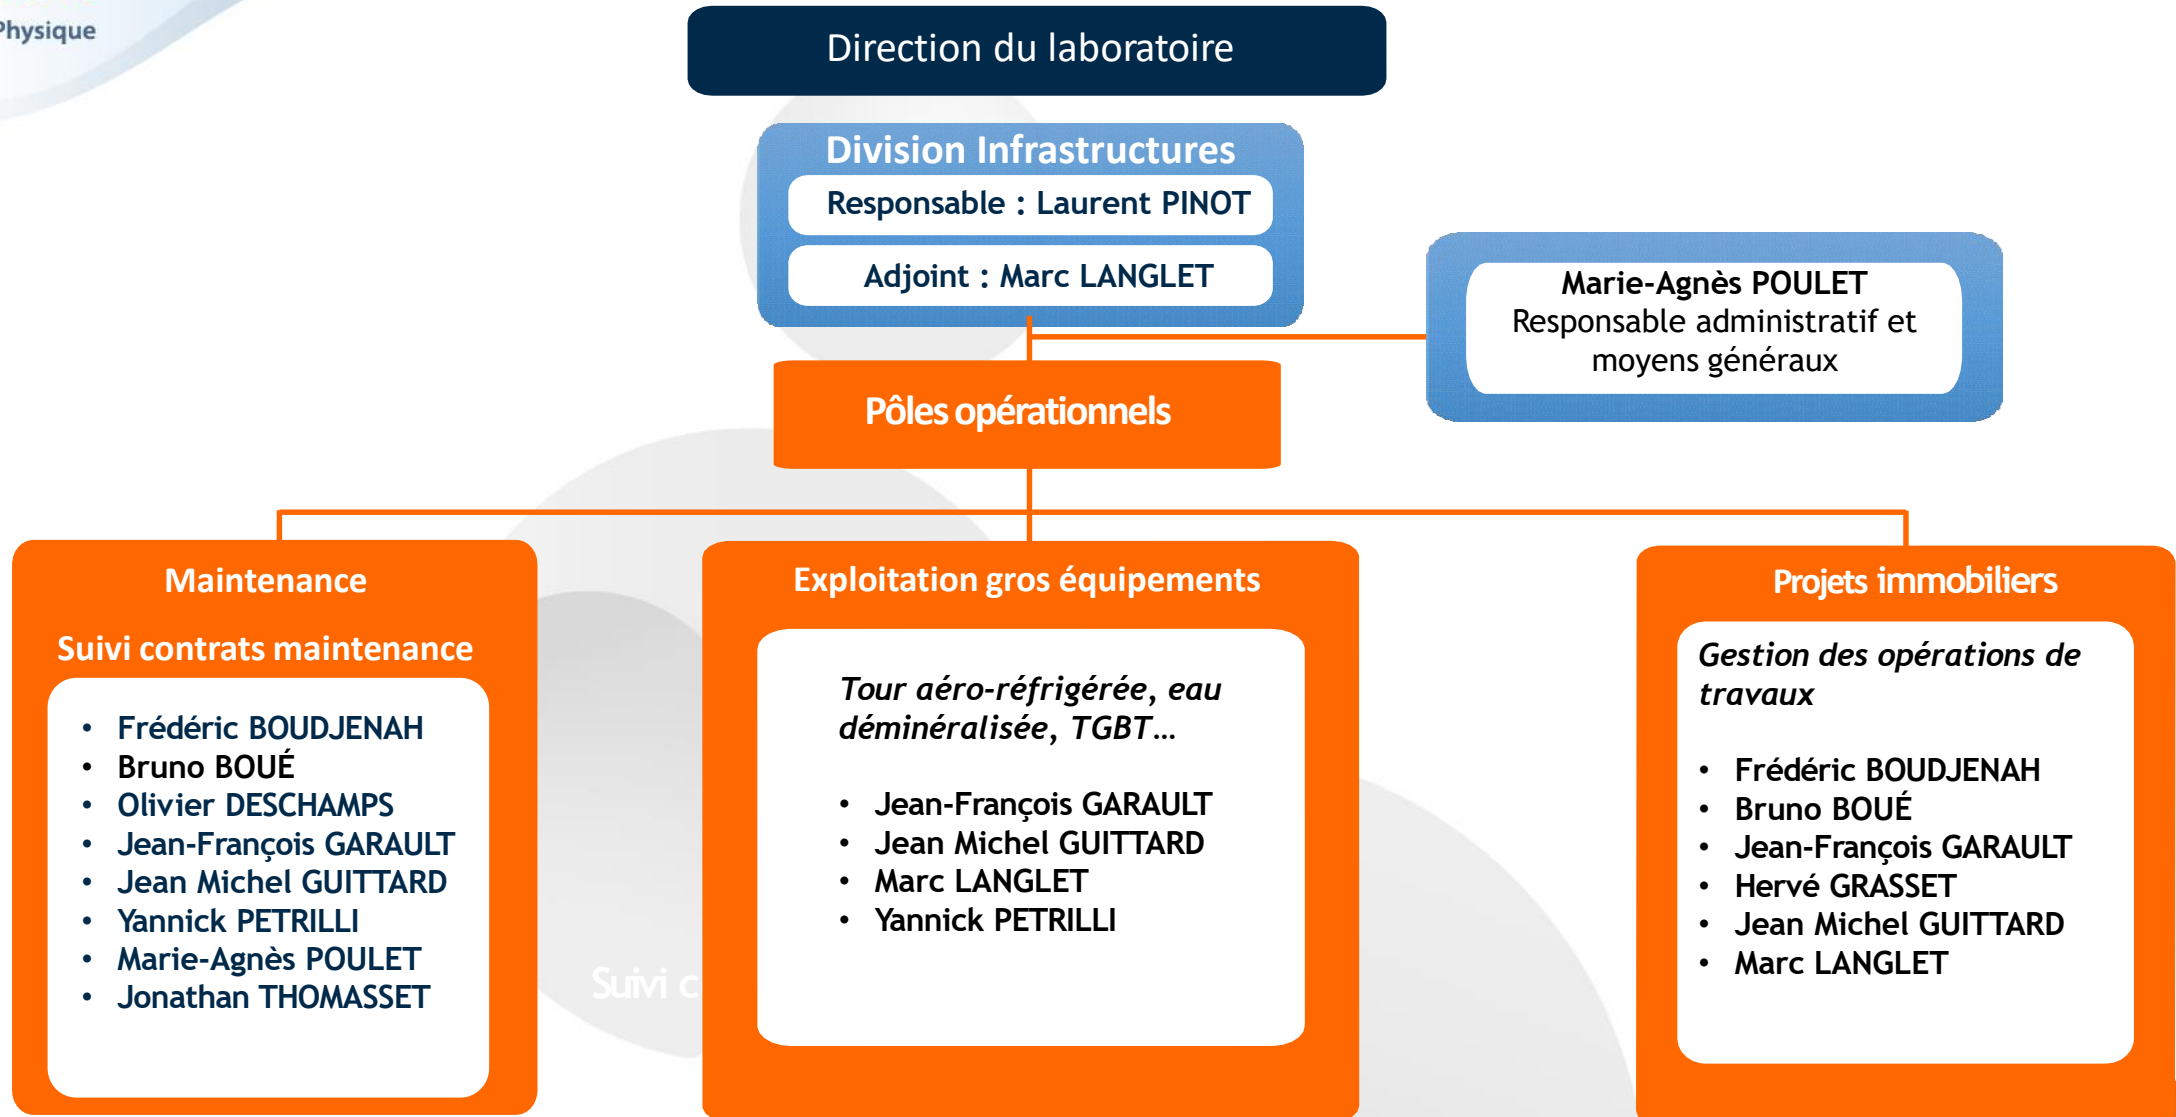 Physique
Direction du laboratoire
Division Infrastructures
Responsable : Laurent PINOT
Adjoint : Marc LANGLET
Marie-Agnès POULET
Responsable administratif et
moyens généraux
Pôles opérationnels
Maintenance
Suivi contrats maintenance
• Frédéric BOUDJENAH
• Bruno BOUÉ
• Olivier DESCHAMPS
• Jean-François GARAULT
• Jean Michel GUITTARD
• Yannick PETRILLI
• Marie-Agnès POULET
• Jonathan THOMASSET
Suivi c
Exploitation gros équipements
Tour aéro-réfrigérée, eau
déminéralisée, TGBT…
• Jean-François GARAULT
• Jean Michel GUITTARD
• Marc LANGLET
• Yannick PETRILLI
Projets immobiliers
Gestion des opérations de
travaux
• Frédéric BOUDJENAH
• Bruno BOUÉ
• Jean-François GARAULT
• Hervé GRASSET
• Jean Michel GUITTARD
• Marc LANGLET